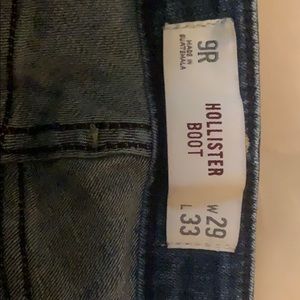 9R
MADE IN
GUATEMALA
HOLLISTER
BOOT
W 29
L 33